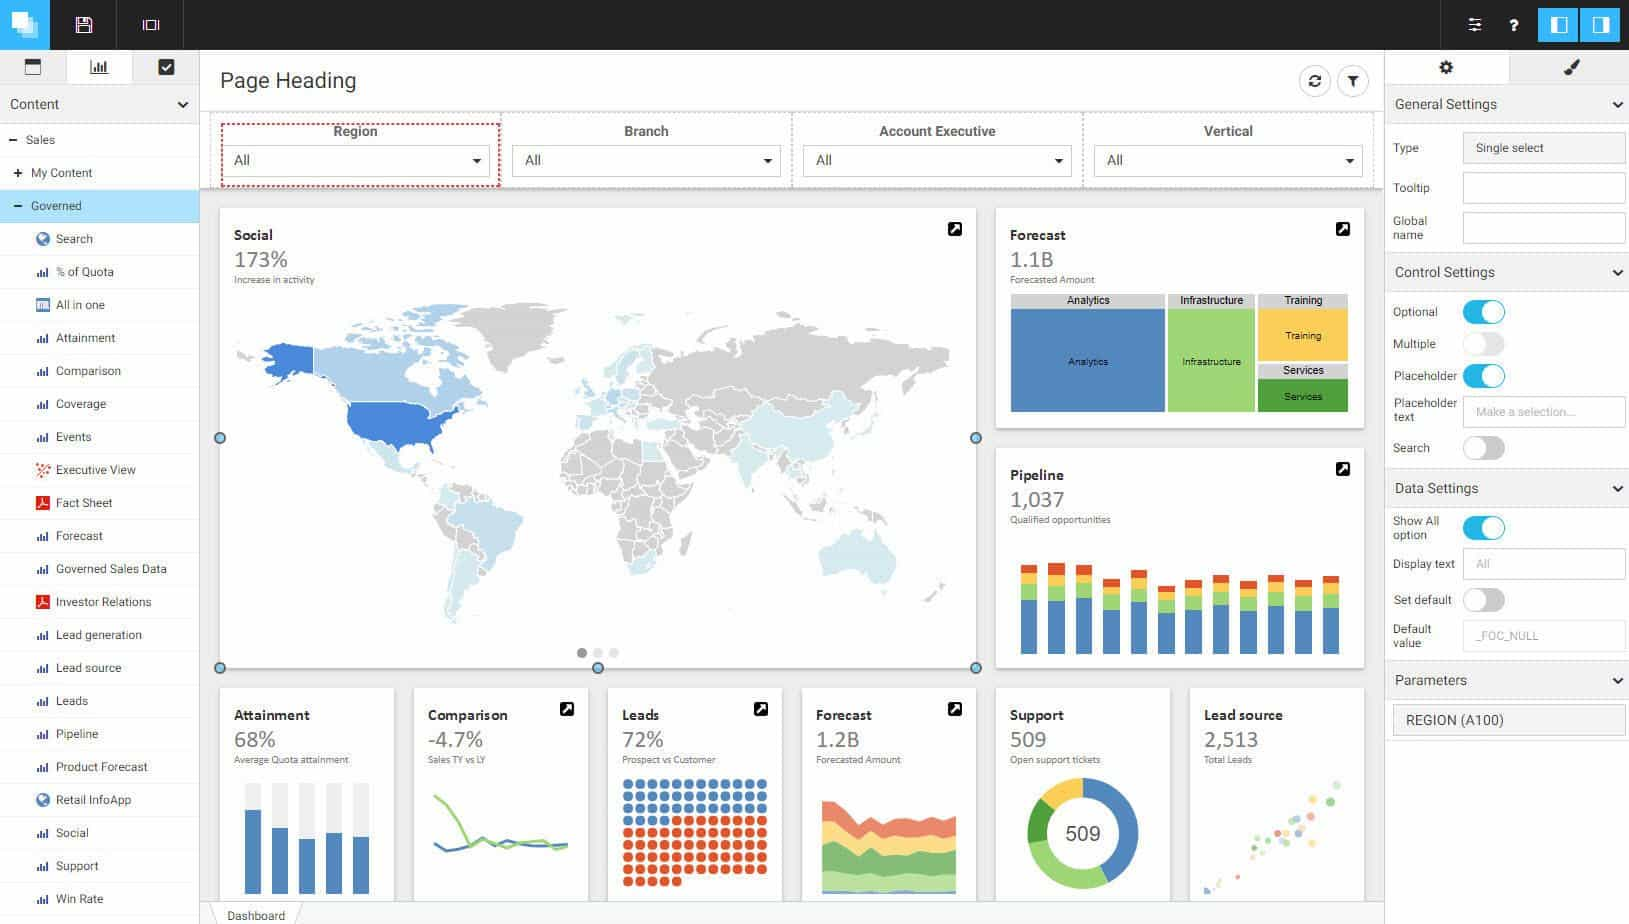 ?
Content
Sales
My Content
Governed
Search
% of Quota
All in one
Attainment
Comparison
Coverage
Events
Executive View
Fact Sheet
Forecast
Governed Sales Data
Investor Relations
Lead generation
Lead source
Leads
Pipeline
Product Forecast
Retail InfoApp
Social
Support
Win Rate
Page Heading
Region
Branch
Account Executive
Vertical
All
All
All
All
Social
173%
Increase in activity
Forecast
1.1B
Forecasted Amount
Analytics
Infrastructure
Training
Analytics
Infrastructure
Training
Services
Services
Pipeline
1,037
Qualified opportunities
Attainment
68%
Average Quota attainment
Comparison
-4.7%
Sales TY vs LY
Leads
72%
Prospect vs Customer
Forecast
1.2B
Forecasted Amount
Support
509
Open support tickets
509
Lead source
2,513
Total Leads
Dashboard
General Settings
Type
Single select
Tooltip
Global
name
Control Settings
Optional
Multiple
Placeholder
Placeholder
text
Make a selection...
Search
Data Settings
Show All
option
Display text
All
Set default
Default
value
_FOC_NULL
Parameters
REGION (A100)